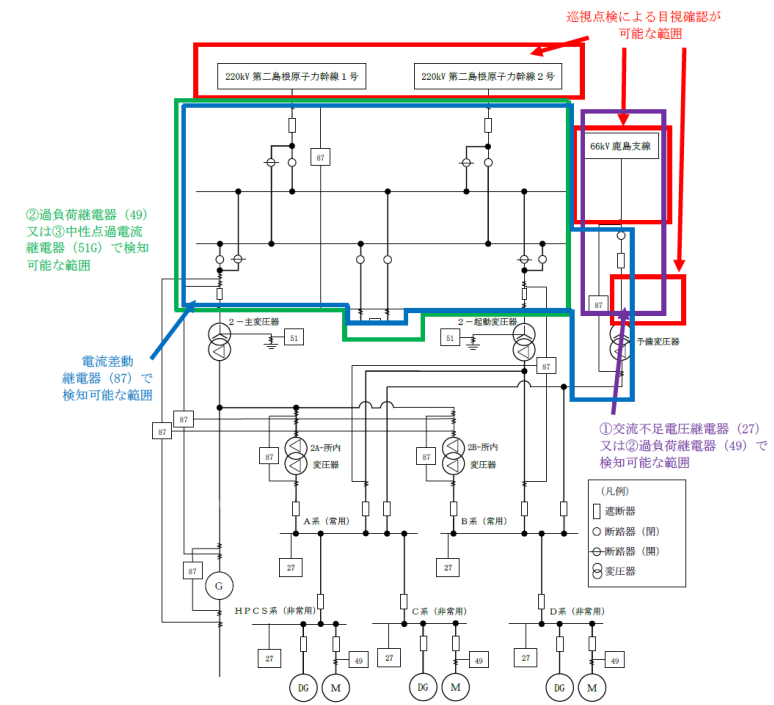 巡視点検による目視確認が
可能な範囲
220kV 第二島根原子力幹線1号
220kV 第二島根原子力幹線2号
66kV 鹿島支線
87
②過負荷継電器（49）
又は③中性点過電流
継電器（51G）で検知
可能な範囲
87
2－主変圧器
51
2－起動変圧器
51
予備変圧器
電流差動
継電器（87）で
検知可能な範囲
87
87
87
①交流不足電圧継電器（27）
又は②過負荷継電器（49）で
検知可能な範囲
87
2A-所内
変圧器
87
2B-所内
変圧器
（凡例）
遮断器
断路器（閉）
断路器（開）
変圧器
A系（常用）
B系（常用）
27
27
87
G
HPCS系（非常用）
C系（非常用）
D系（非常用）
27
49
27
49
27
49
DG
M
DG
M
DG
M